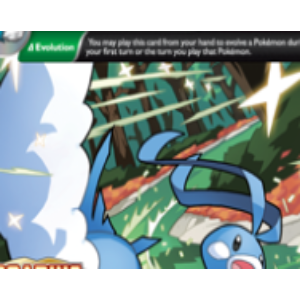 d Evolution
You may play this card from your hand to evolve a Pokémon du
your first turn or the turn you play that Pokémon.